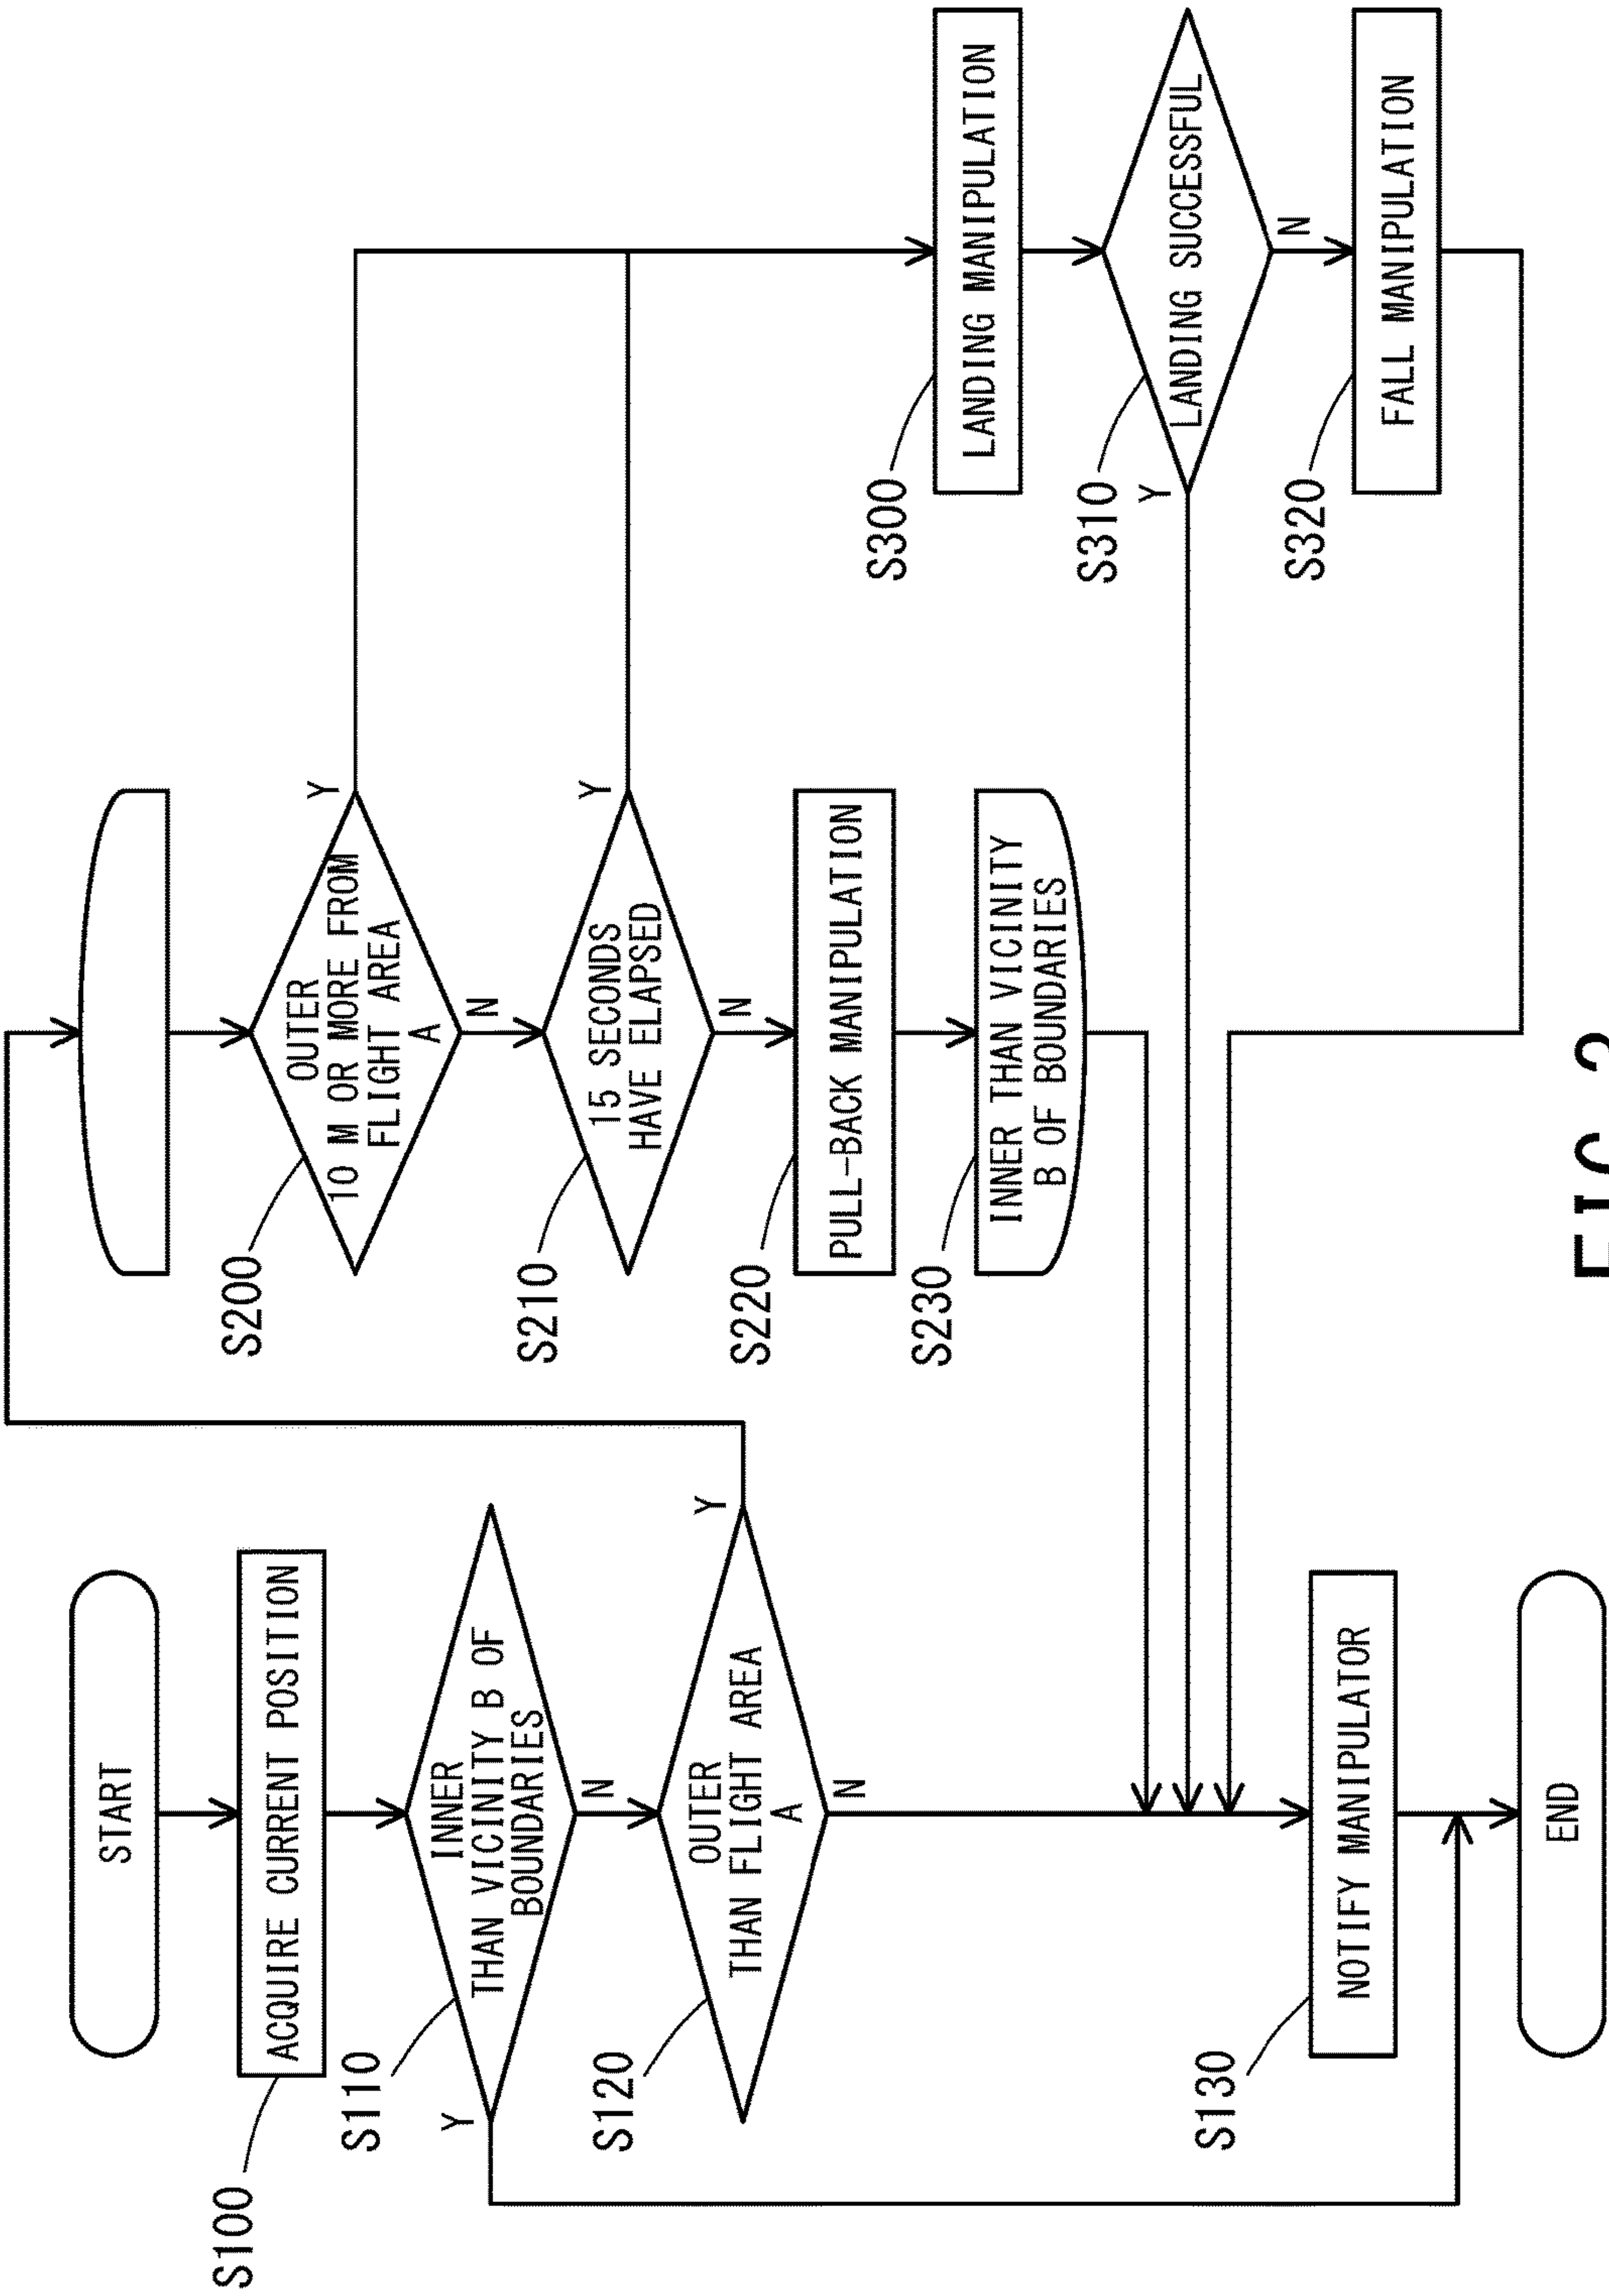 START
S100
ACQUIRE CURRENT POSITION
S110
INNER
THAN VICINITY B OF
BOUNDARIES
Y
N
S120
OUTER
THAN FLIGHT AREA
A
Y
N
S130
NOTIFY MANIPULATOR
END
S200
OUTER
10 M OR MORE FROM
FLIGHT AREA
A
Y
N
S210
15 SECONDS
HAVE ELAPSED
Y
N
S220
PULL-BACK MANIPULATION
S230
INNER THAN VICINITY
B OF BOUNDARIES
S300
LANDING MANIPULATION
S310
LANDING SUCCESSFUL
Y
N
S320
FALL MANIPULATION